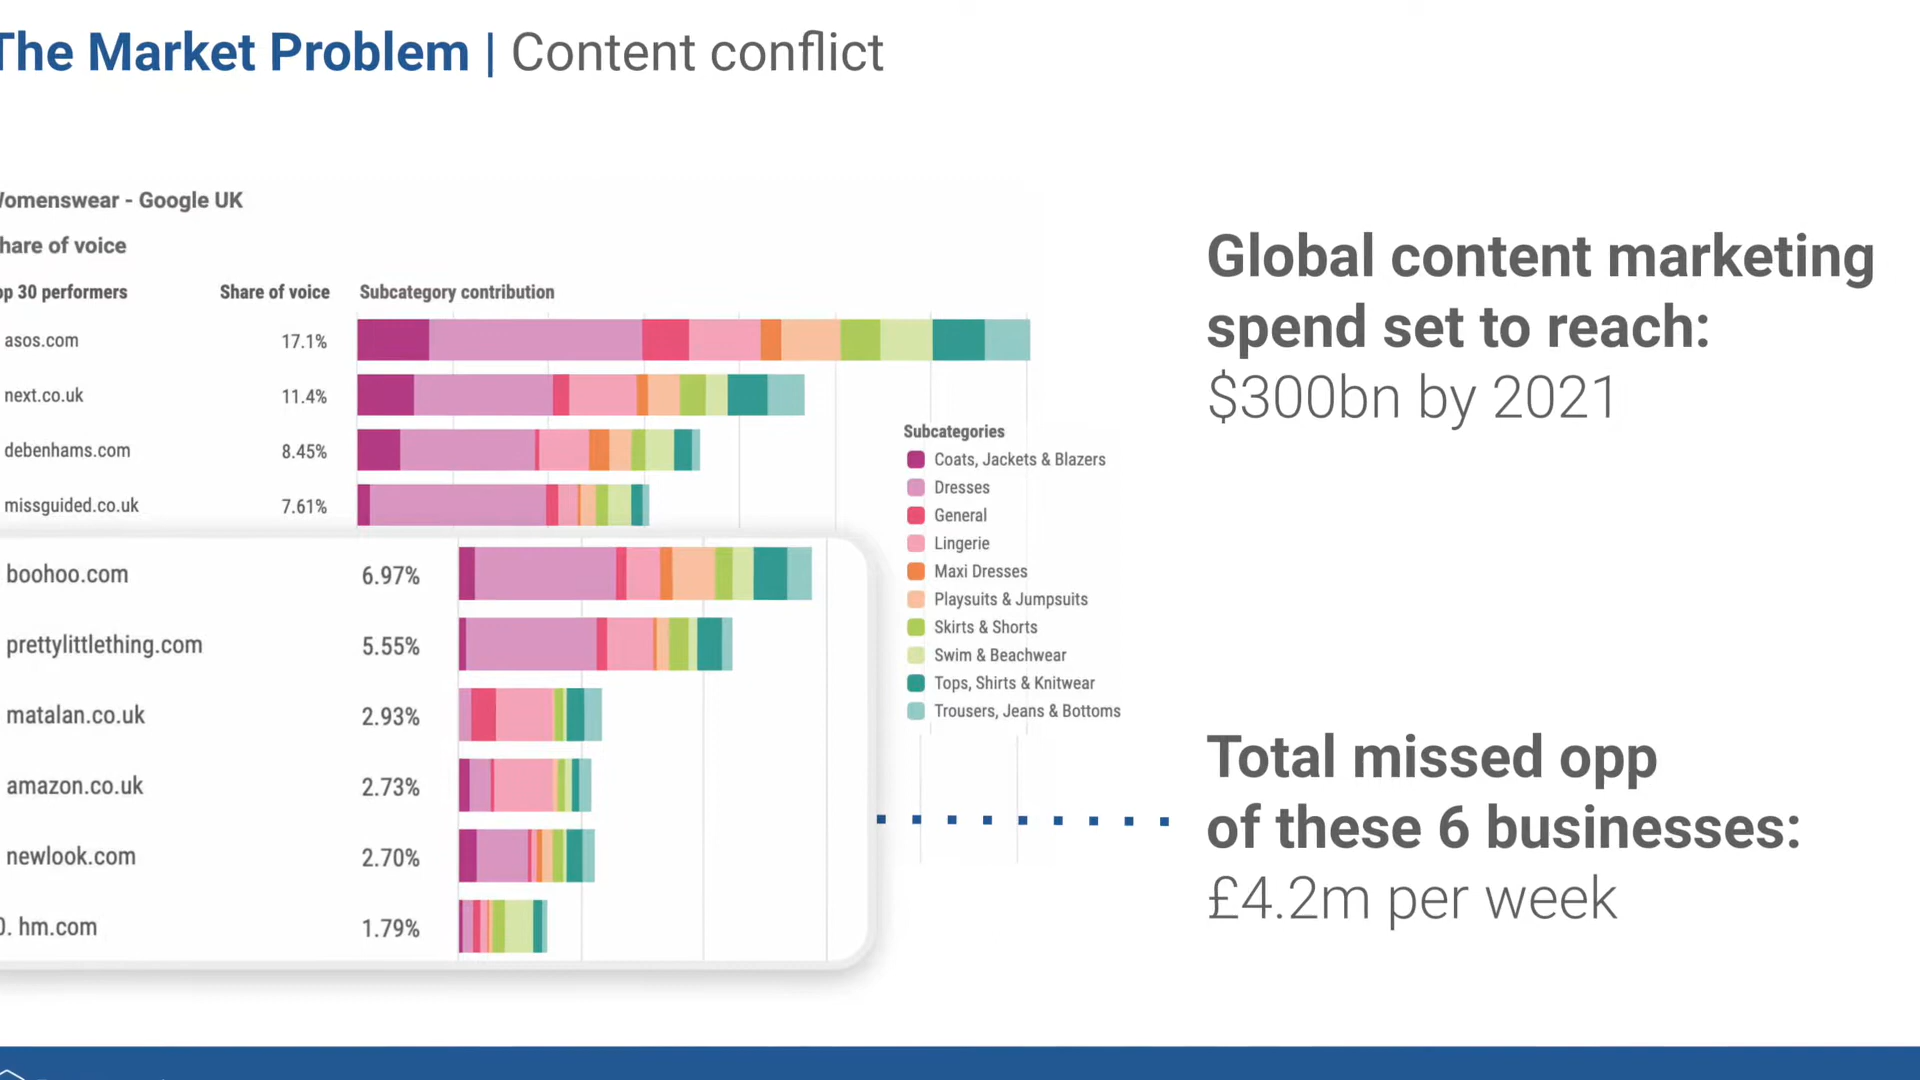 The Market Problem | Content conflict
Womenswear - Google UK
Share of voice
Top 30 performers Share of voice Subcategory contribution
asos.com 17.1%
next.co.uk 11.4%
debenhams.com 8.45%
missguided.co.uk 7.61%
boohoo.com 6.97%
prettylittlething.com 5.55%
matalan.co.uk 2.93%
amazon.co.uk 2.73%
newlook.com 2.70%
0. hm.com 1.79%
Subcategories
Coats, Jackets & Blazers
Dresses
General
Lingerie
Maxi Dresses
Playsuits & Jumpsuits
Skirts & Shorts
Swim & Beachwear
Tops, Shirts & Knitwear
Trousers, Jeans & Bottoms
Global content marketing
spend set to reach:
$300bn by 2021
Total missed opp
of these 6 businesses:
£4.2m per week